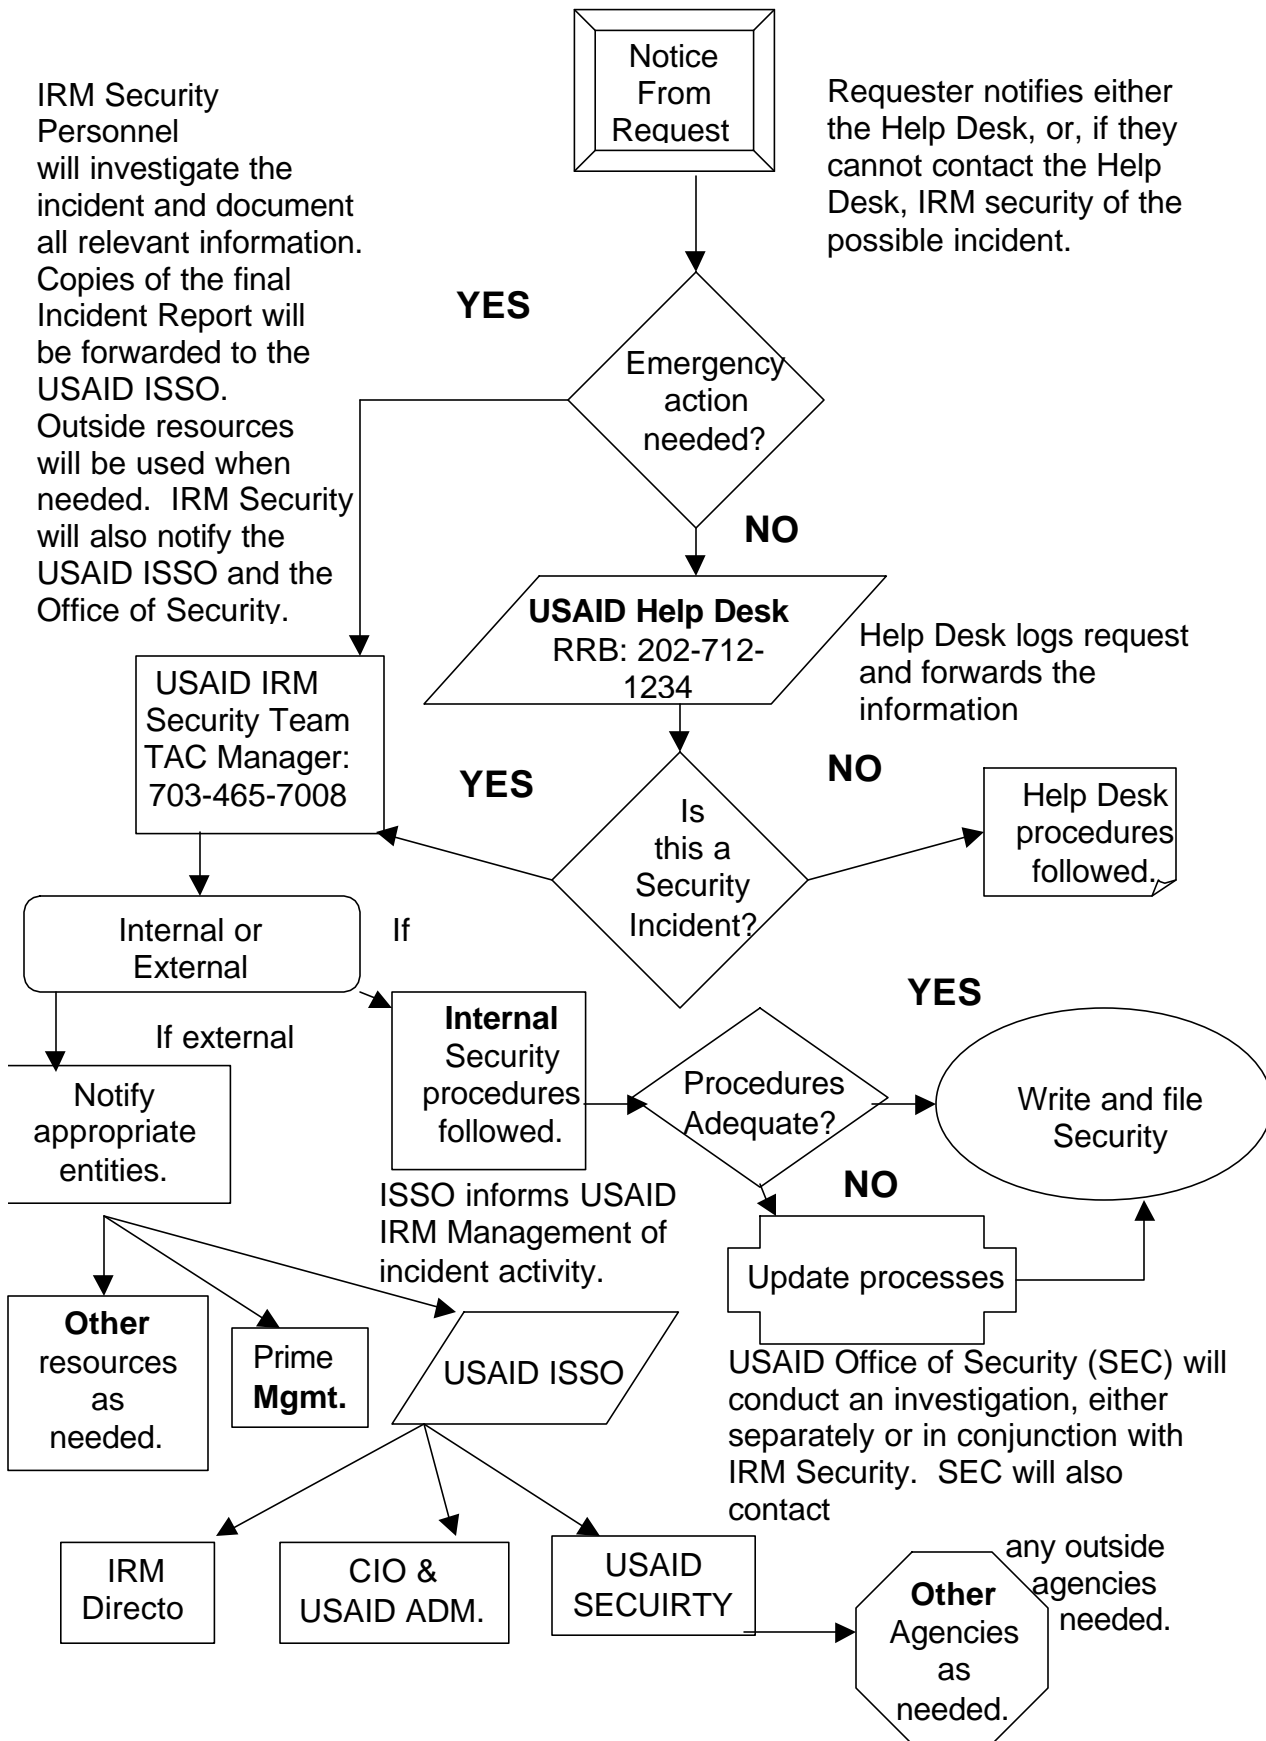 Notice
From
Request
IRM Security
Personnel
will investigate the
incident and document
all relevant information.
Copies of the final
Incident Report will
be forwarded to the
USAID ISSO.
Outside resources
will be used when
needed.  IRM Security
will also notify the
USAID ISSO and the
Office of Security.
Requester notifies either
the Help Desk, or, if they
cannot contact the Help
Desk, IRM security of the
possible incident.
YES
Emergency
action
needed?
NO
USAID Help Desk
RRB: 202-712-
1234
Help Desk logs request
and forwards the
information
USAID IRM
Security Team
TAC Manager:
703-465-7008
YES
NO
Is
this a
Security
Incident?
Help Desk
procedures
followed.
Internal or
External
If
If external
Internal
Security
procedures
followed.
YES
Procedures
Adequate?
Write and file
Security
Notify
appropriate
entities.
NO
ISSO informs USAID
IRM Management of
incident activity.
Update processes
Other
resources
as
needed.
Prime
Mgmt.
USAID ISSO
USAID Office of Security (SEC) will
conduct an investigation, either
separately or in conjunction with
IRM Security.  SEC will also
contact
any outside
agencies
needed.
IRM
Directo
CIO &
USAID ADM.
USAID
SECUIRTY
Other
Agencies
as
needed.